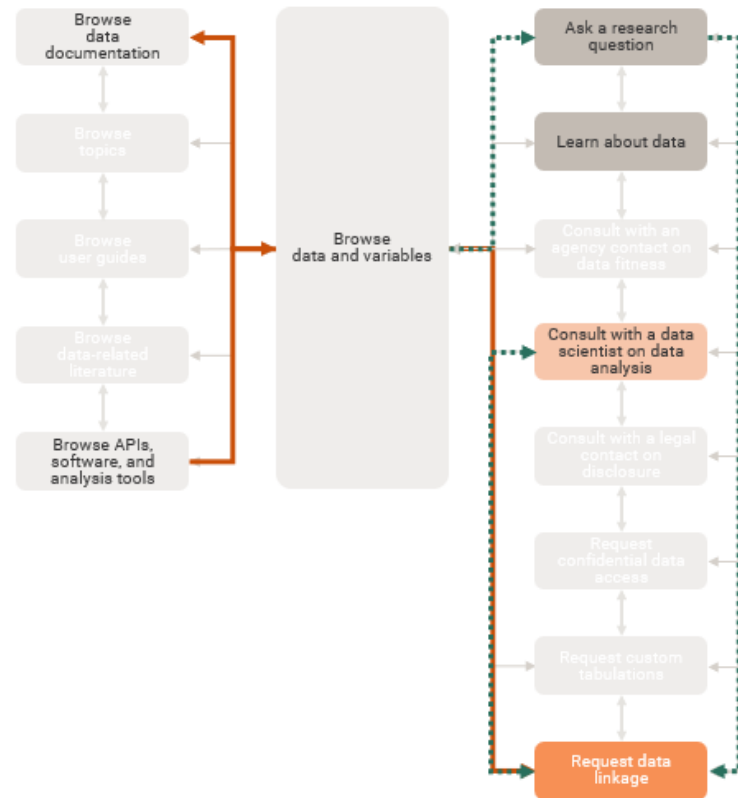 Browse
data
documentation
Browse
topics
Browse
user guides
Browse
data-related
literature
Browse APIs,
software, and
analysis tools
Browse
data and variables
Ask a research
question
Learn about data
Consult with an
agency contact on
data fitness
Consult with a data
scientist on data
analysis
Consult with a legal
contact on
disclosure
Request
confidential data
access
Request custom
tabulations
Request data
linkage